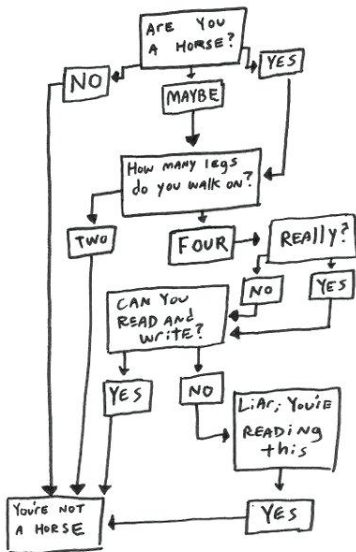 ARE YOU
A HORSE?
NO
YES
MAYBE
How many legs
do you walk on?
TWO
FOUR
REAlly?
NO
YES
CAN YOU
READ AND
WriTE?
YES
NO
LiAr; YOU'RE
READING
this
YES
YOU'RE NOT
A HORSE